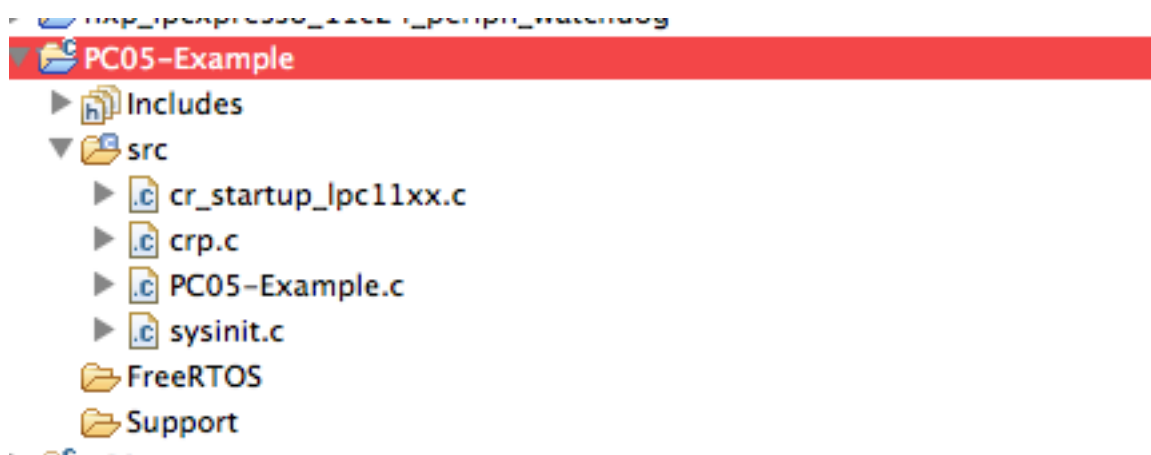 PC05-Example
Includes
src
cr_startup_lpc11xx.c
crp.c
PC05-Example.c
sysinit.c
FreeRTOS
Support